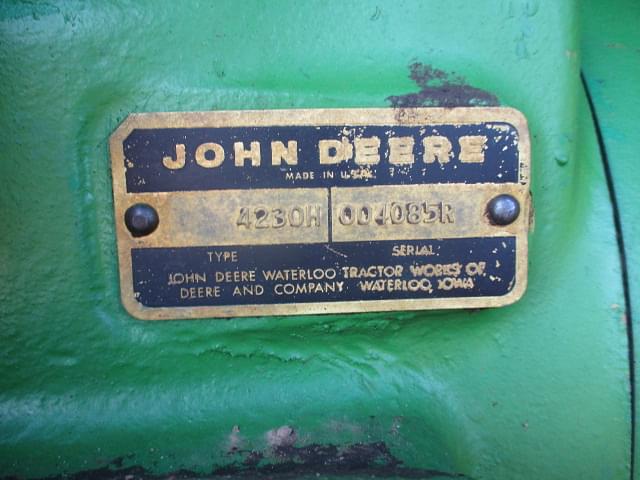 JOHN DEERE
MADE IN U.S.A.
4230H 004085R
TYPE SERIAL
JOHN DEERE WATERLOO TRACTOR WORKS OF
DEERE AND COMPANY WATERLOO, IOWA